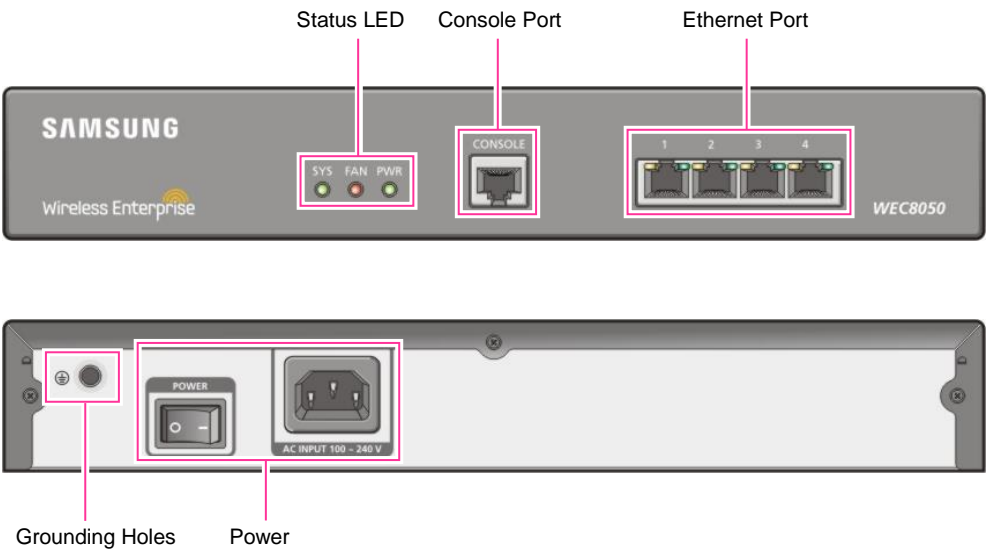 Status LED Console Port Ethernet Port
SAMSUNG
CONSOLE
1 2 3 4
SYS FAN PWR
Wireless Enterprise
WEC8050
POWER
O –
AC INPUT 100 ~ 240 V
Grounding Holes Power